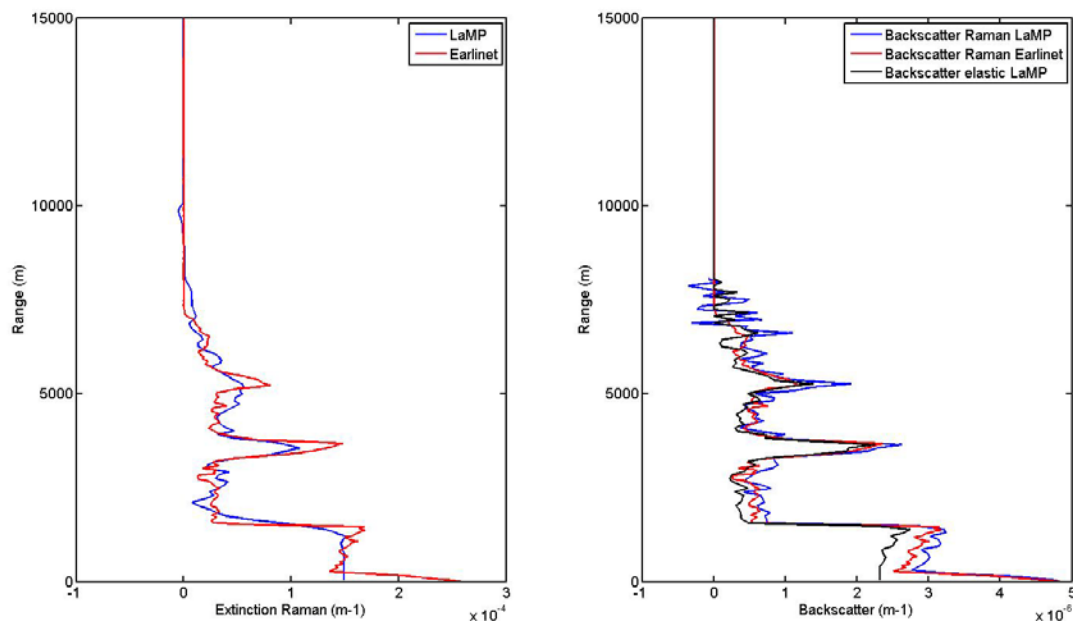 15000
10000
5000
0
Range (m)
-1
0
1
2
3
x 10⁻⁴
Extinction Raman (m-1)
LaMP
Earlinet
15000
10000
5000
0
Range (m)
-1
0
1
2
3
4
5
x 10⁻⁶
Backscatter (m-1)
Backscatter Raman LaMP
Backscatter Raman Earlinet
Backscatter elastic LaMP